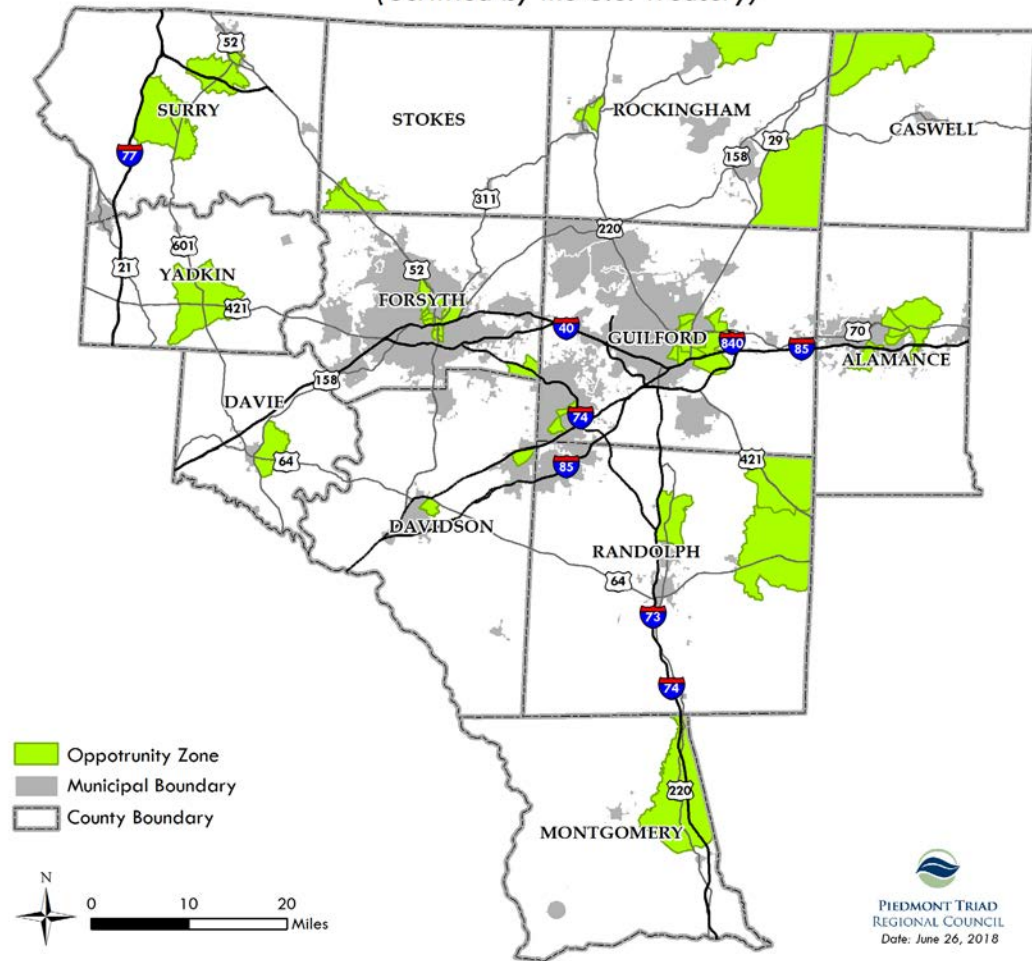 52
SURRY
STOKES
ROCKINGHAM
CASWELL
29
158
77
311
220
601
21
YADKIN
52
421
FORSYTH
40
GUILFORD
840
70
85
ALAMANCE
158
DAVIE
74
64
85
421
DAVIDSON
RANDOLPH
64
73
74
Oppotrunity Zone
Municipal Boundary
County Boundary
220
MONTGOMERY
N
0 10 20
Miles
PIEDMONT TRIAD
REGIONAL COUNCIL
Date: June 26, 2018